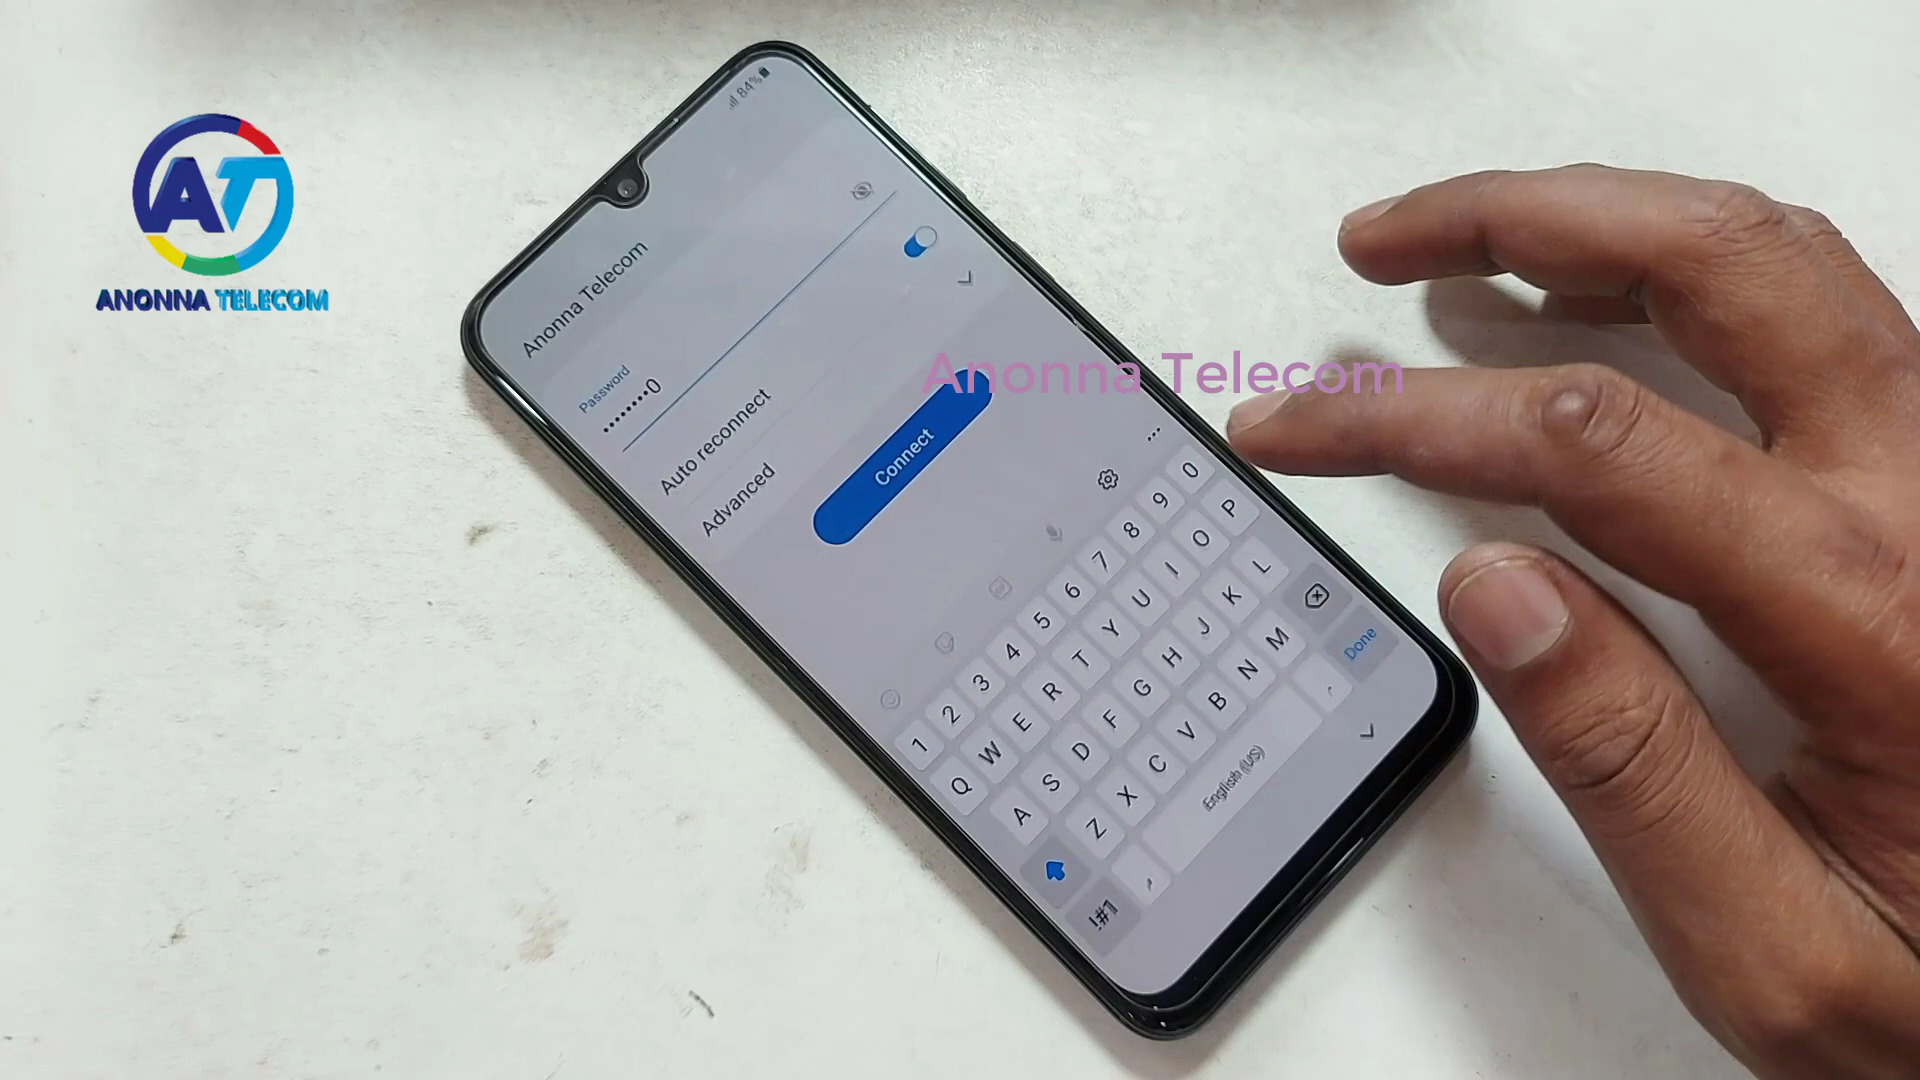 AT
ANONNA TELECOM
84%
Anonna Telecom
Password
••••••••0
Auto reconnect
Advanced
Connect
Anonna Telecom
1 2 3 4 5 6 7 8 9 0
Q W E R T Y U I O P
A S D F G H J K L
Z X C V B N M
!#1 , English (US) . Done